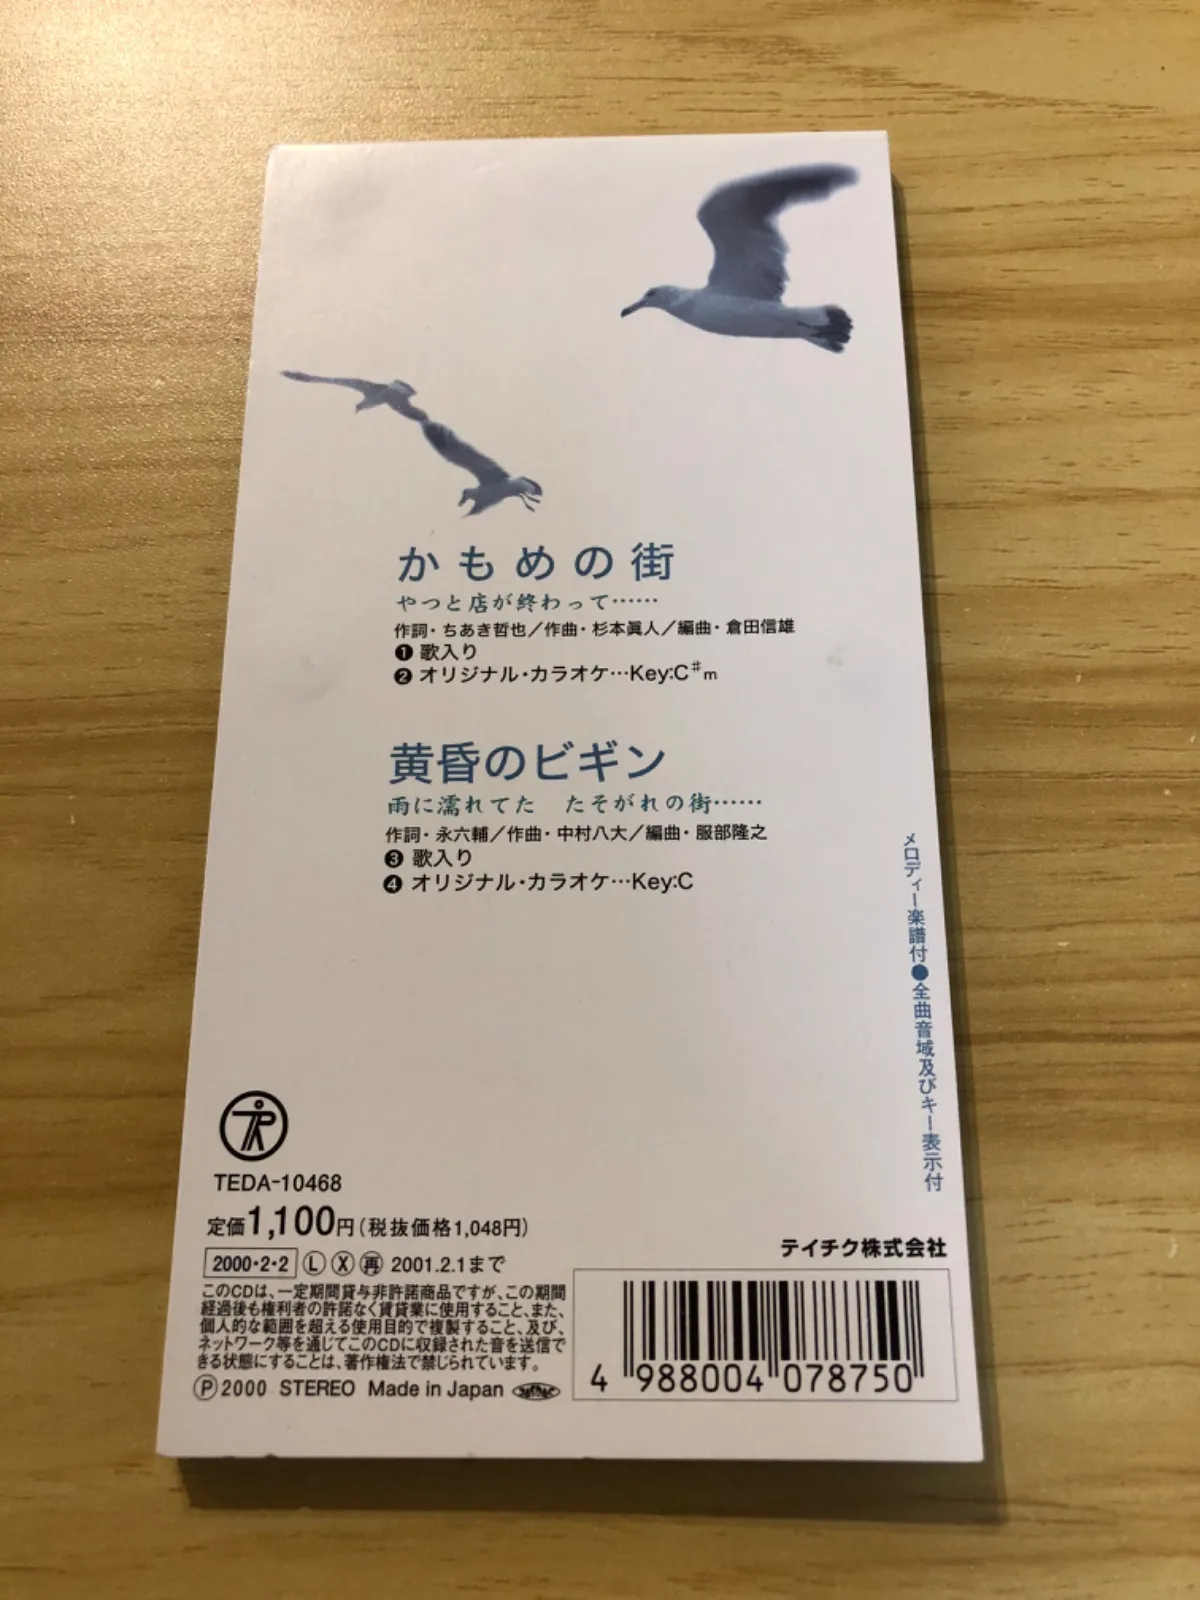 かもめの街
やつと店が終わって……
作詞・ちあき哲也／作曲・杉本眞人／編曲・倉田信雄
❶ 歌入り
❷ オリジナル・カラオケ…Key:C♯m
黄昏のビギン
雨に濡れてた　たそがれの街……
作詞・永六輔／作曲・中村八大／編曲・服部隆之
❸ 歌入り
❹ オリジナル・カラオケ…Key:C
メロディー楽譜付●全曲音域及びキー表示付
TEDA-10468
定価1,100円(税抜価格1,048円)
2000・2・2 Ⓛ Ⓧ ㊢ 2001.2.1まで
テイチク株式会社
このCDは、一定期間貸与非許諾商品ですが、この期間
経過後も権利者の許諾なく賃貸業に使用すること、また、
個人的な範囲を超える使用目的で複製すること、及び、
ネットワーク等を通じてこのCDに収録された音を送信で
きる状態にすることは、著作権法で禁じられています。
Ⓟ2000 STEREO Made in Japan
4 988004 078750